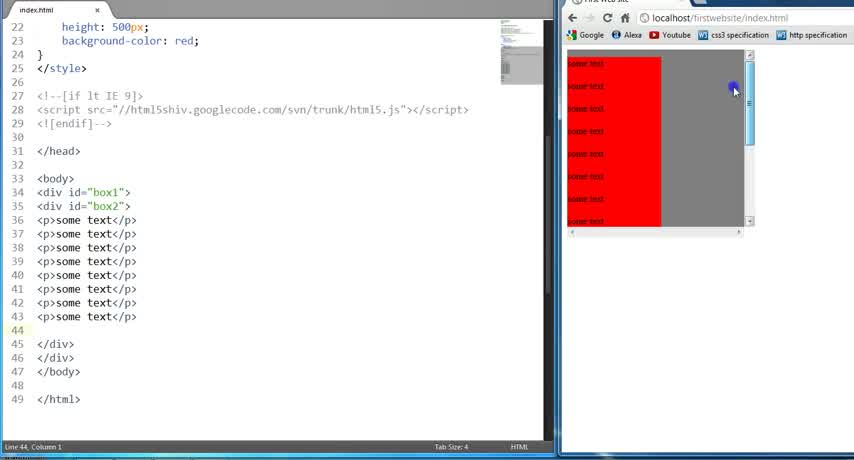 index.html ×
22 height: 500px;
23 background-color: red;
24 }
25 </style>
26
27 <!--[if lt IE 9]>
28 <script src="//html5shiv.googlecode.com/svn/trunk/html5.js"></script>
29 <![endif]-->
30
31 </head>
32
33 <body>
34 <div id="box1">
35 <div id="box2">
36 <p>some text</p>
37 <p>some text</p>
38 <p>some text</p>
39 <p>some text</p>
40 <p>some text</p>
41 <p>some text</p>
42 <p>some text</p>
43 <p>some text</p>
44
45 </div>
46 </div>
47 </body>
48
49 </html>
Line 44, Column 1 Tab Size: 4 HTML
First Web site
localhost/firstwebsite/index.html
Google Alexa Youtube W3 css3 specification W3 http specification
some text
some text
some text
some text
some text
some text
some text
some text